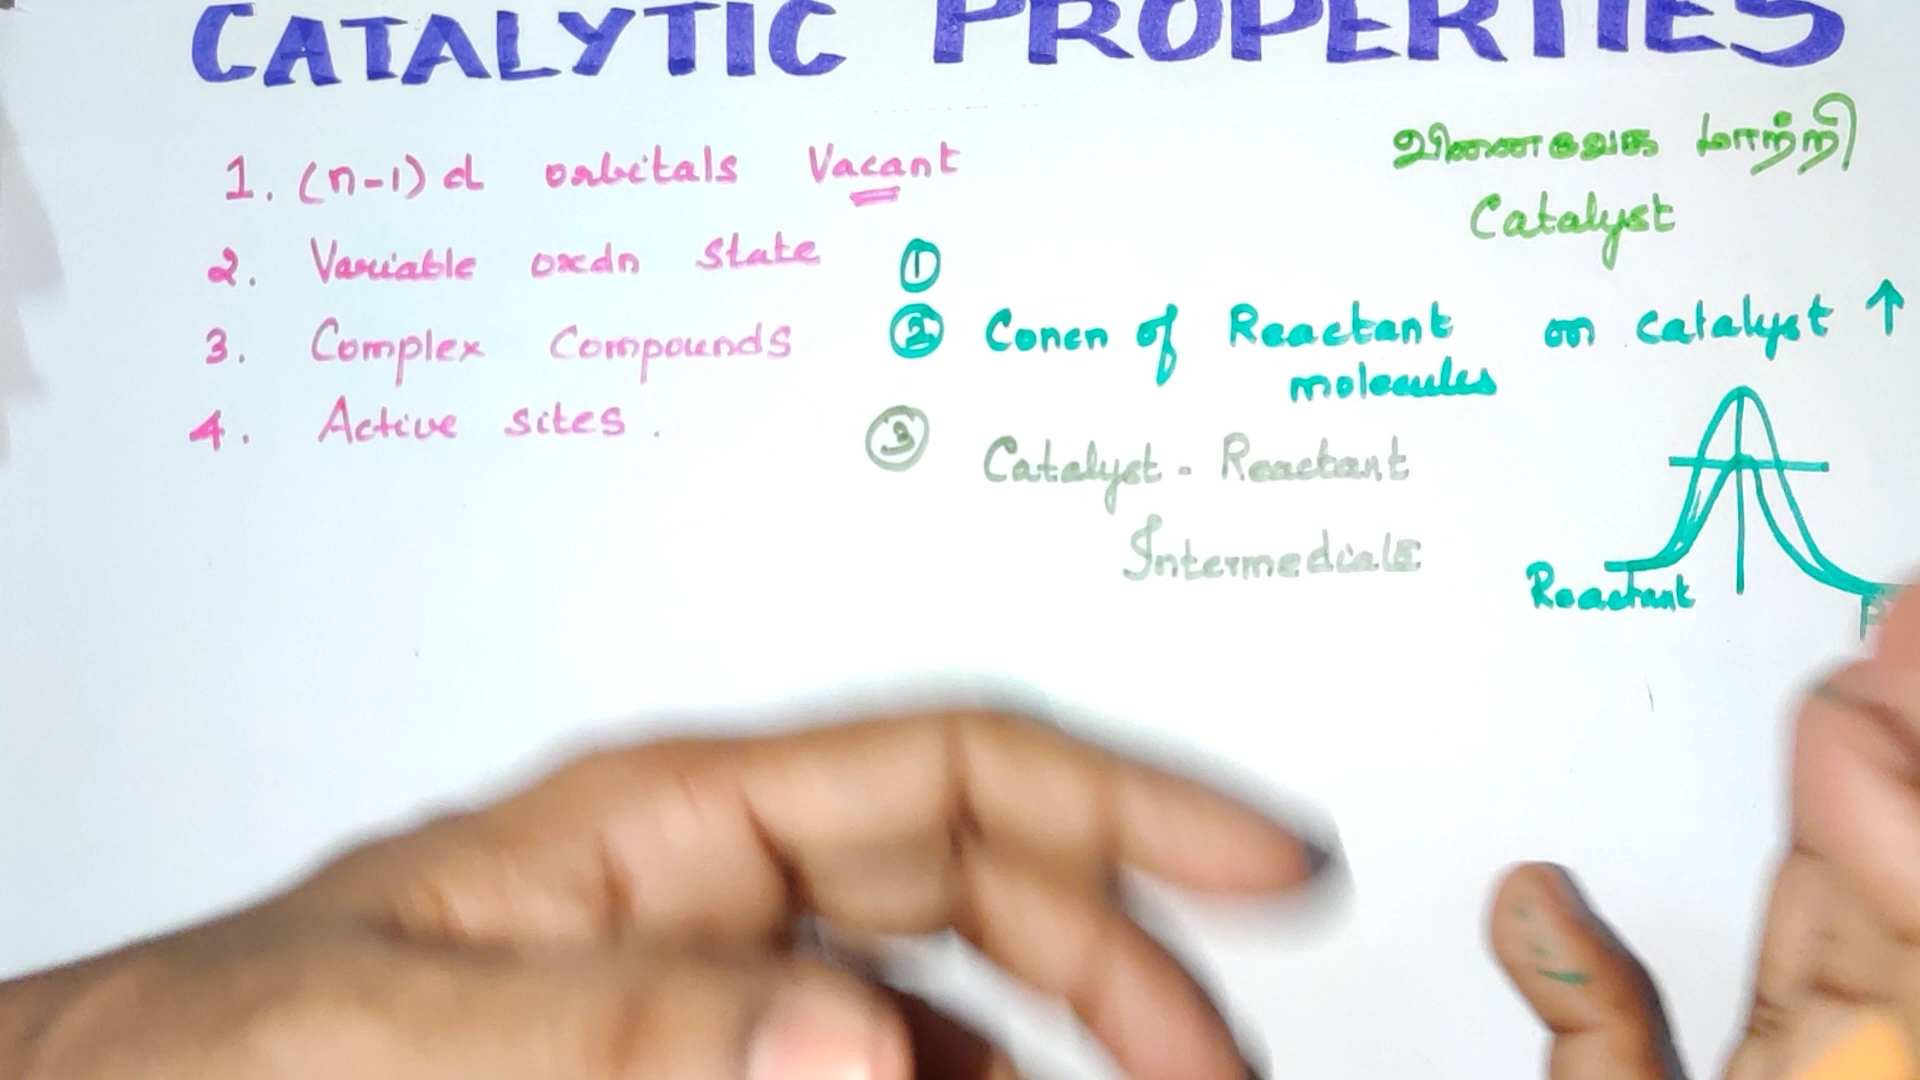 CATALYTIC PROPERTIES
1. (n-1)d orbitals Vacant
2. Variable oxdn state
3. Complex Compounds
4. Active sites.
மாற்றி
Catalyst
①
② Concn of Reactant on catalyst ↑
molecules
③ Catalyst - Reactant
Intermediate
Reactant
P